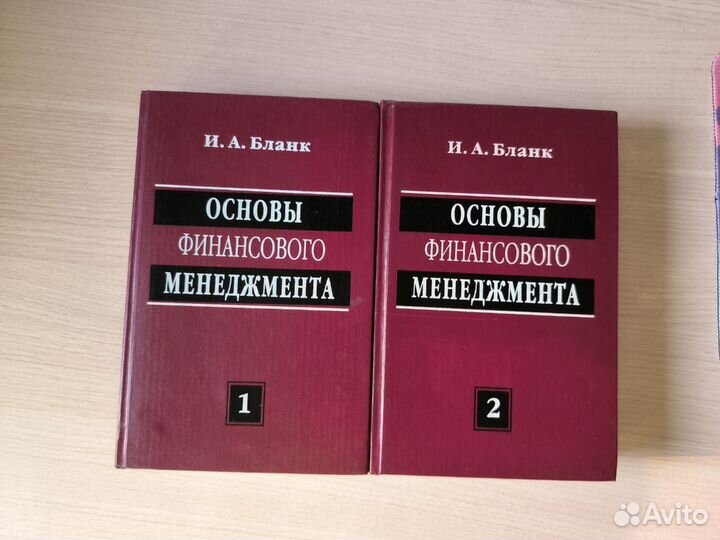 И. А. Бланк
ОСНОВЫ
ФИНАНСОВОГО
МЕНЕДЖМЕНТА
1
И. А. Бланк
ОСНОВЫ
ФИНАНСОВОГО
МЕНЕДЖМЕНТА
2
Avito